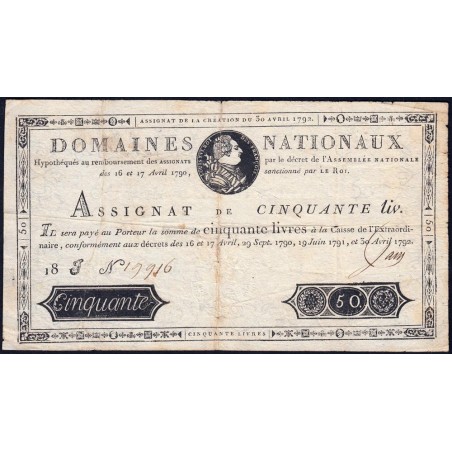 ASSIGNAT DE LA CRÉATION DU 30 AVRIL 1792.
DOMAINES NATIONAUX
Hypothéqués au remboursement des ASSIGNATS par le décret de l'ASSEMBLÉE NATIONALE
des 16 et 17 Avril 1790, sanctionné par LE ROI.
ASSIGNAT DE CINQUANTE liv.
IL sera payé au Porteur la somme de cinquante livres à la Caisse de l'Extraordi-
naire, conformément aux décrets des 16 et 17 Avril, 29 Sept. 1790, 19 Juin 1791, et 30 Avril 1792.
18 J N 19916
Cinquante 50
CINQUANTE LIVRES
50
50